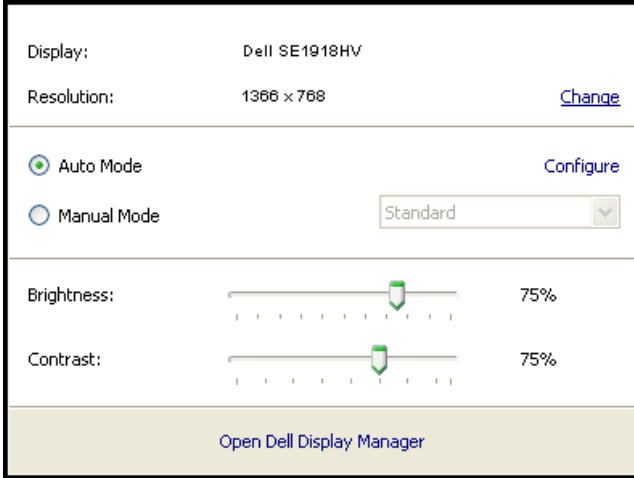 Display: Dell SE1918HV
Resolution: 1366 x 768 Change
Auto Mode Configure
Manual Mode Standard
Brightness: 75%
Contrast: 75%
Open Dell Display Manager